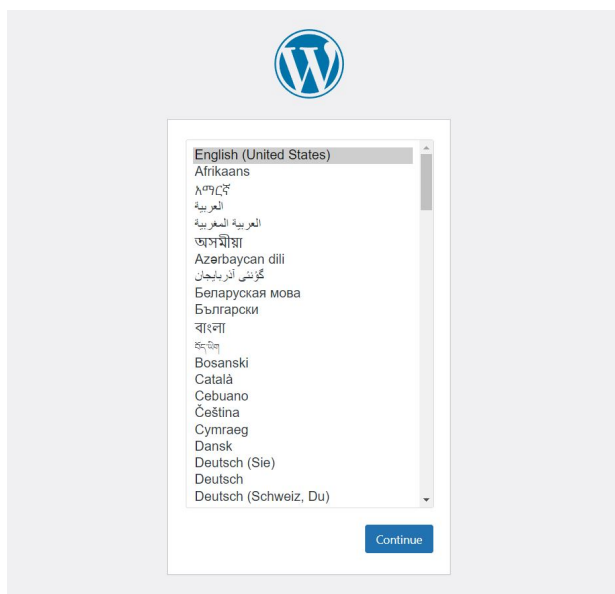 English (United States)
Afrikaans
አማርኛ
العربية
العربية المغربية
অসমীয়া
Azərbaycan dili
گؤنئی آذربایجان
Беларуская мова
Български
বাংলা
བོད་ཡིག
Bosanski
Català
Cebuano
Čeština
Cymraeg
Dansk
Deutsch (Sie)
Deutsch
Deutsch (Schweiz, Du)
Continue